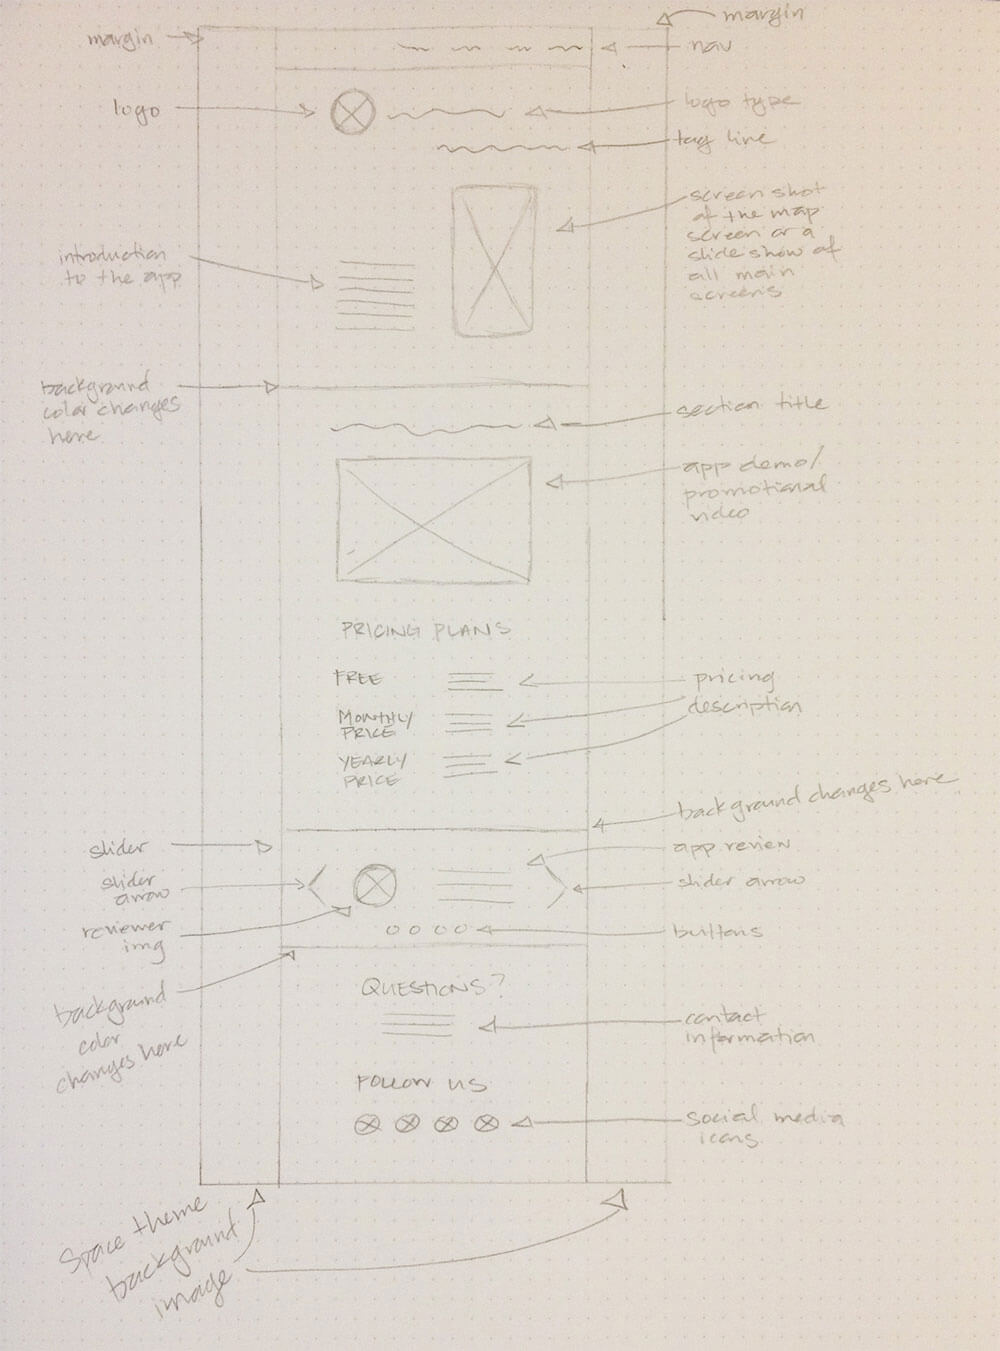 margin
margin
nav
logo
logo type
tag line
screen shot
of the map
screen or a
slide show of
all main
screens
introduction
to the app
background
color changes
here
section title
app demo/
promotional
video
PRICING PLANS
FREE
MONTHLY
PRICE
YEARLY
PRICE
pricing
description
background changes here
slider
app review
slider
arrow
slider arrow
reviewer
img
buttons
background
color
changes here
QUESTIONS?
contact
information
FOLLOW US
social media
icons
Space theme
background
image